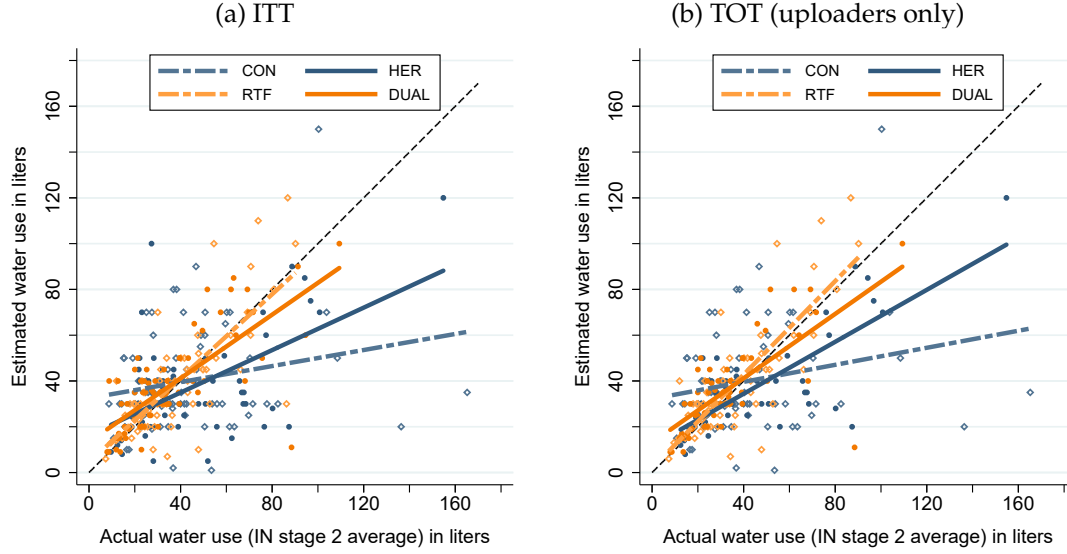 (a) ITT
CON
HER
RTF
DUAL
Estimated water use in liters
160
120
80
40
0
0
40
80
120
160
Actual water use (IN stage 2 average) in liters
(b) TOT (uploaders only)
CON
HER
RTF
DUAL
Estimated water use in liters
160
120
80
40
0
0
40
80
120
160
Actual water use (IN stage 2 average) in liters